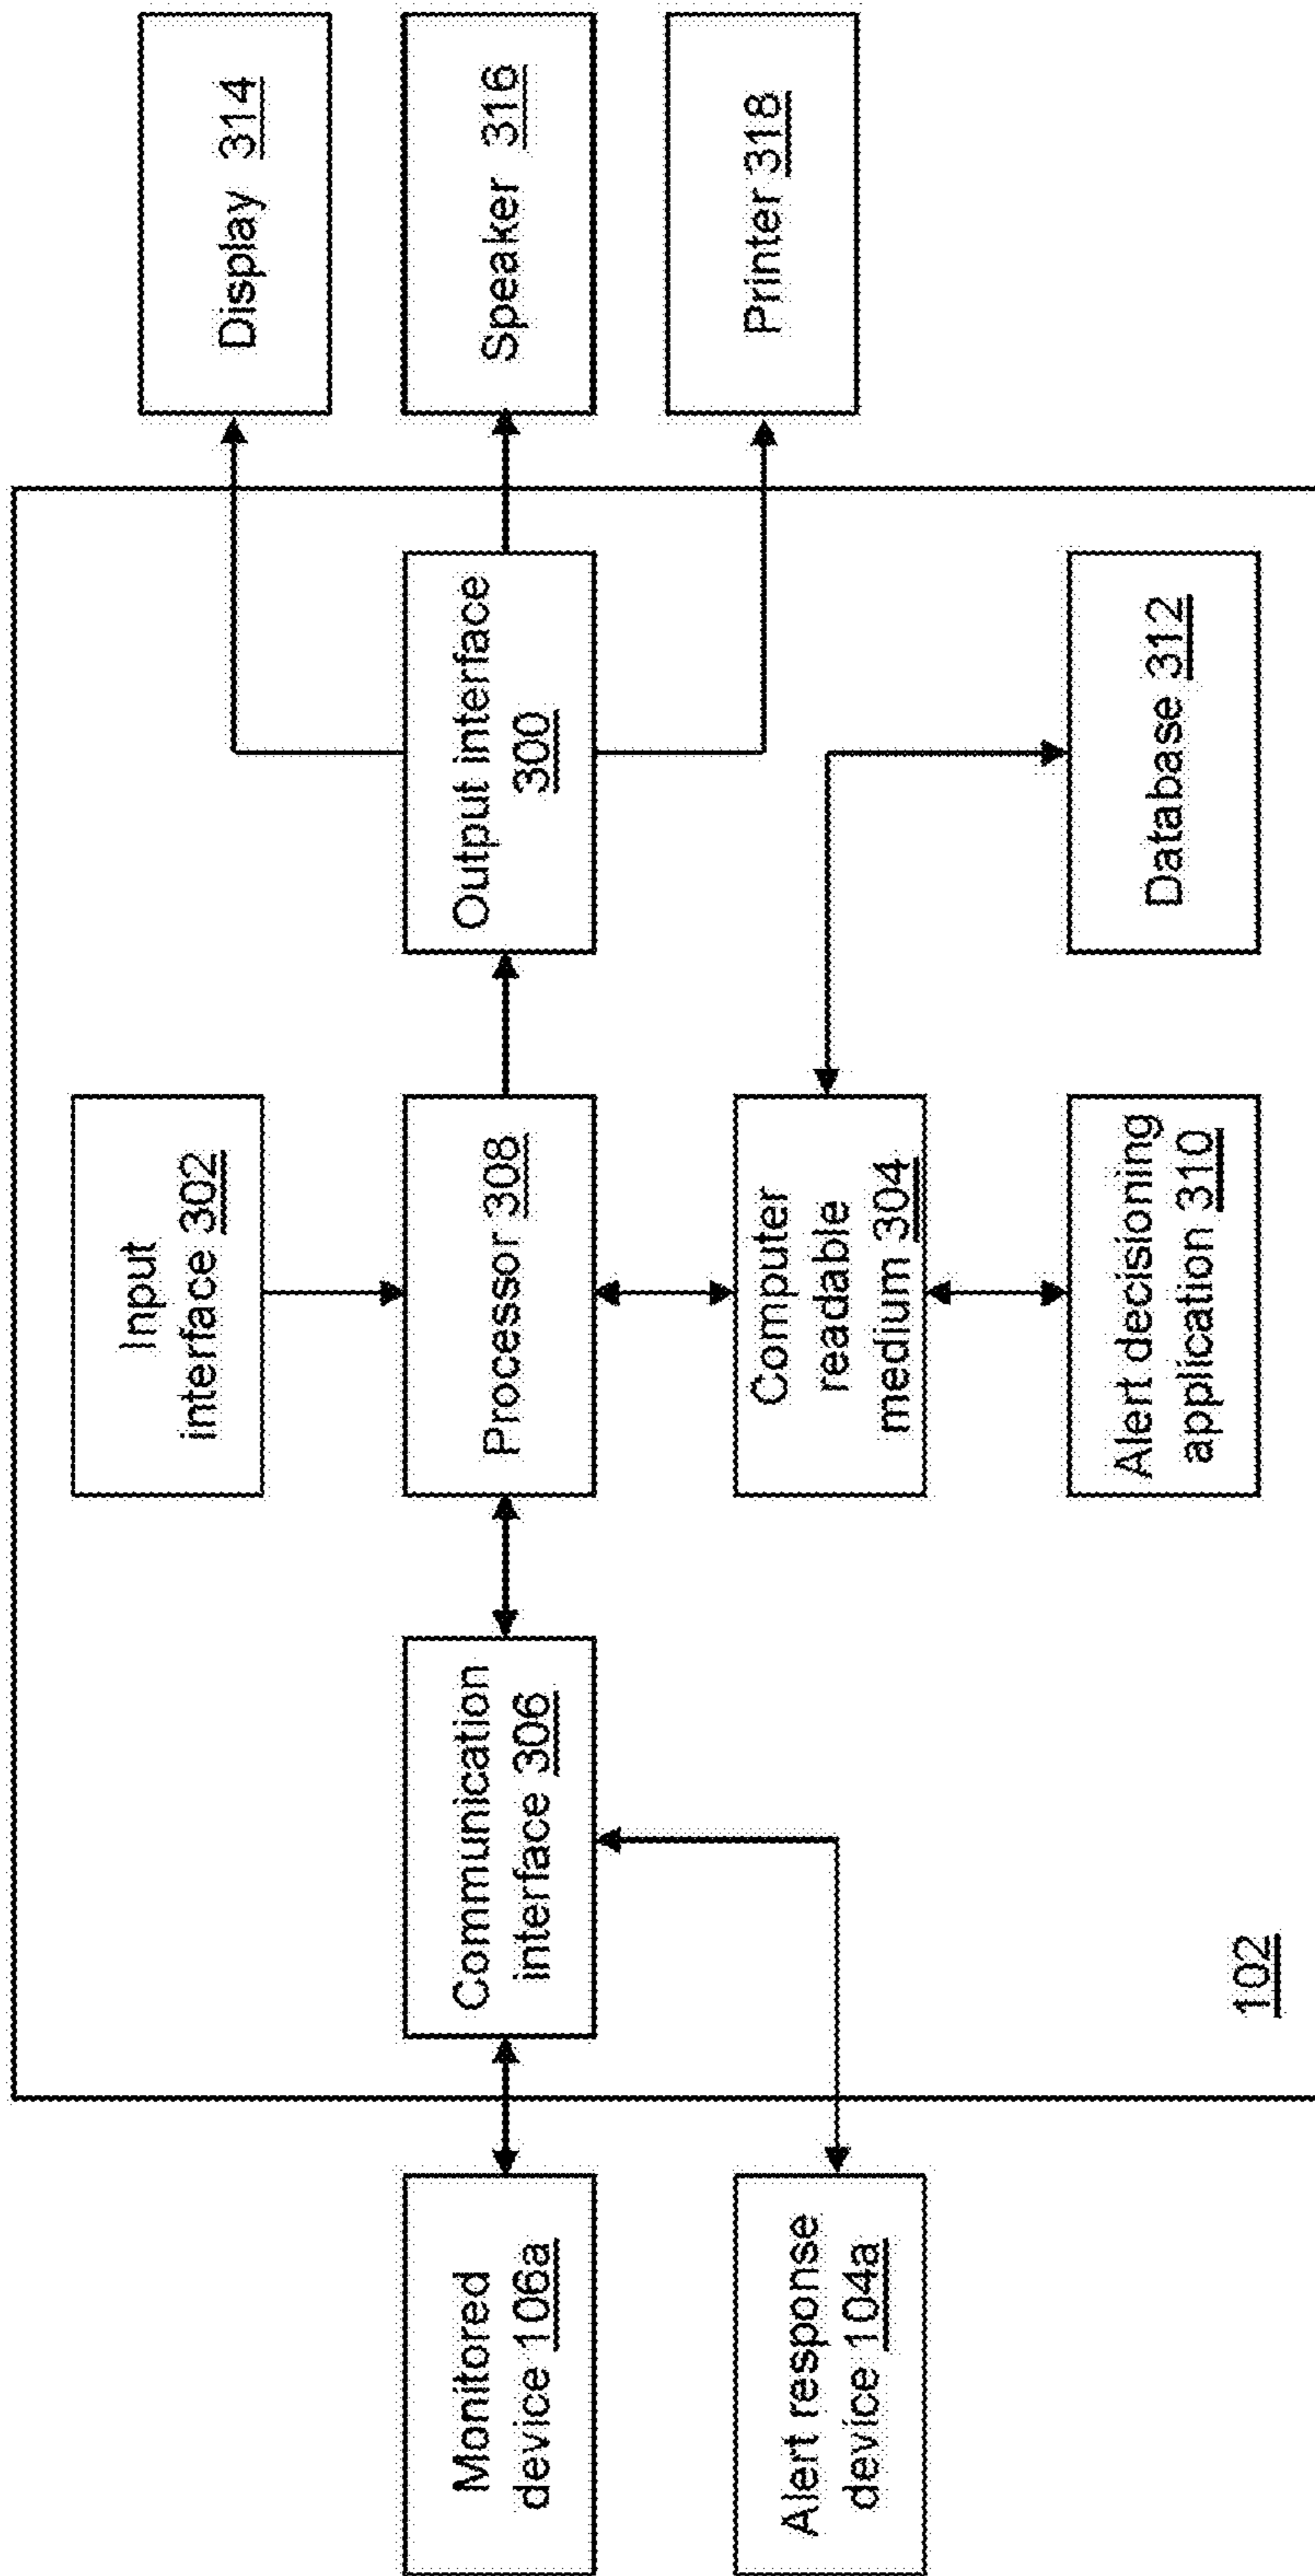 Monitored
device 106a
Alert response
device 104a
102
Communication
interface 306
Input
interface 302
Processor 308
Computer
readable
medium 304
Alert decisioning
application 310
Output interface
300
Database 312
Display 314
Speaker 316
Printer 318